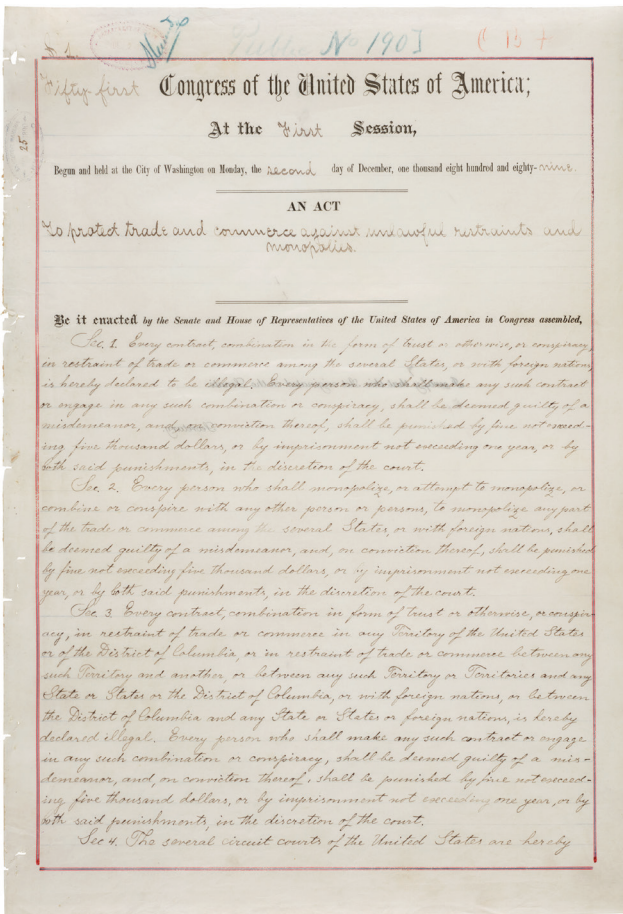 Public No 190]
Fifty-first Congress of the United States of America;
At the First Session,
Begun and held at the City of Washington on Monday, the second day of December, one thousand eight hundred and eighty-nine.
AN ACT
To protect trade and commerce against unlawful restraints and
monopolies.
Be it enacted by the Senate and House of Representatives of the United States of America in Congress assembled,
Sec. 1. Every contract, combination in the form of trust or otherwise, or conspiracy,
in restraint of trade or commerce among the several States, or with foreign nations,
is hereby declared to be illegal. Every person who shall make any such contract
or engage in any such combination or conspiracy, shall be deemed guilty of a
misdemeanor, and, on conviction thereof, shall be punished by fine not exceed-
ing five thousand dollars, or by imprisonment not exceeding one year, or by
both said punishments, in the discretion of the court.
Sec. 2. Every person who shall monopolize, or attempt to monopolize, or
combine or conspire with any other person or persons, to monopolize any part
of the trade or commerce among the several States, or with foreign nations, shall
be deemed guilty of a misdemeanor, and, on conviction thereof, shall be punished
by fine not exceeding five thousand dollars, or by imprisonment not exceeding one
year, or by both said punishments, in the discretion of the court.
Sec. 3. Every contract, combination in form of trust or otherwise, or conspir-
acy, in restraint of trade or commerce in any Territory of the United States
or of the District of Columbia, or in restraint of trade or commerce between any
such Territory and another, or between any such Territory or Territories and any
State or States or the District of Columbia, or with foreign nations, or between
the District of Columbia and any State or States or foreign nations, is hereby
declared illegal. Every person who shall make any such contract or engage
in any such combination or conspiracy, shall be deemed guilty of a mis-
demeanor, and, on conviction thereof, shall be punished by fine not exceed-
ing five thousand dollars, or by imprisonment not exceeding one year, or by
both said punishments, in the discretion of the court.
Sec. 4. The several circuit courts of the United States are hereby
25